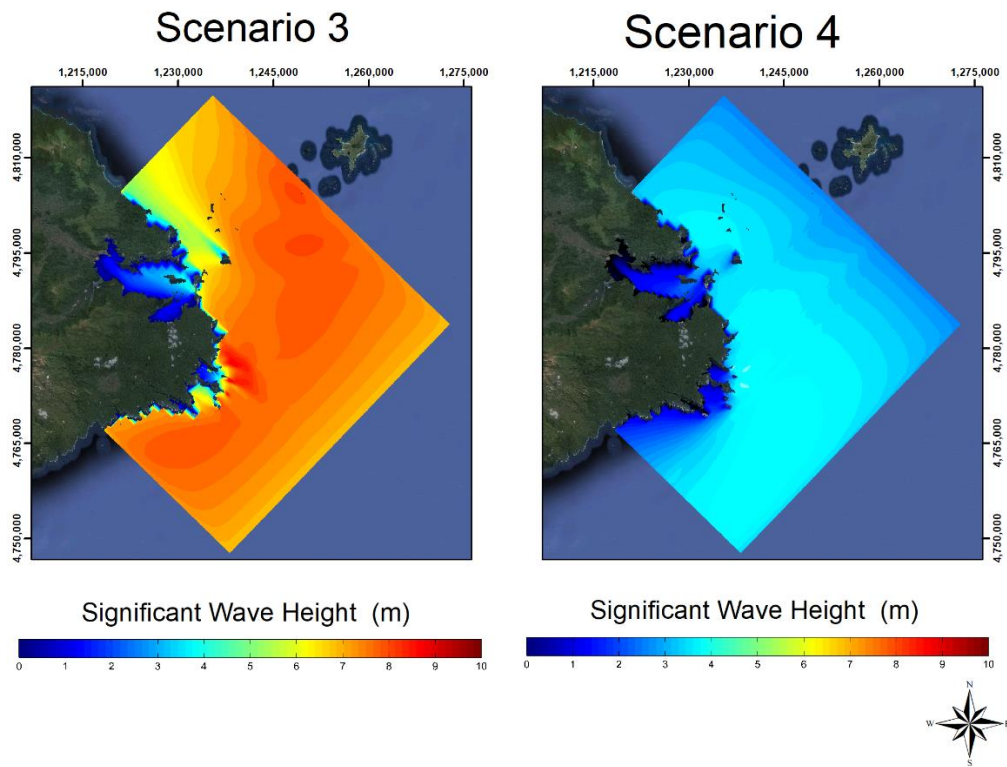 Scenario 3
Scenario 4
1,215,000 1,230,000 1,245,000 1,260,000 1,275,000
1,215,000 1,230,000 1,245,000 1,260,000 1,275,000
4,810,000
4,795,000
4,780,000
4,765,000
4,750,000
4,810,000
4,795,000
4,780,000
4,765,000
4,750,000
Significant Wave Height (m)
0 1 2 3 4 5 6 7 8 9 10
Significant Wave Height (m)
0 1 2 3 4 5 6 7 8 9 10
N
W E
S